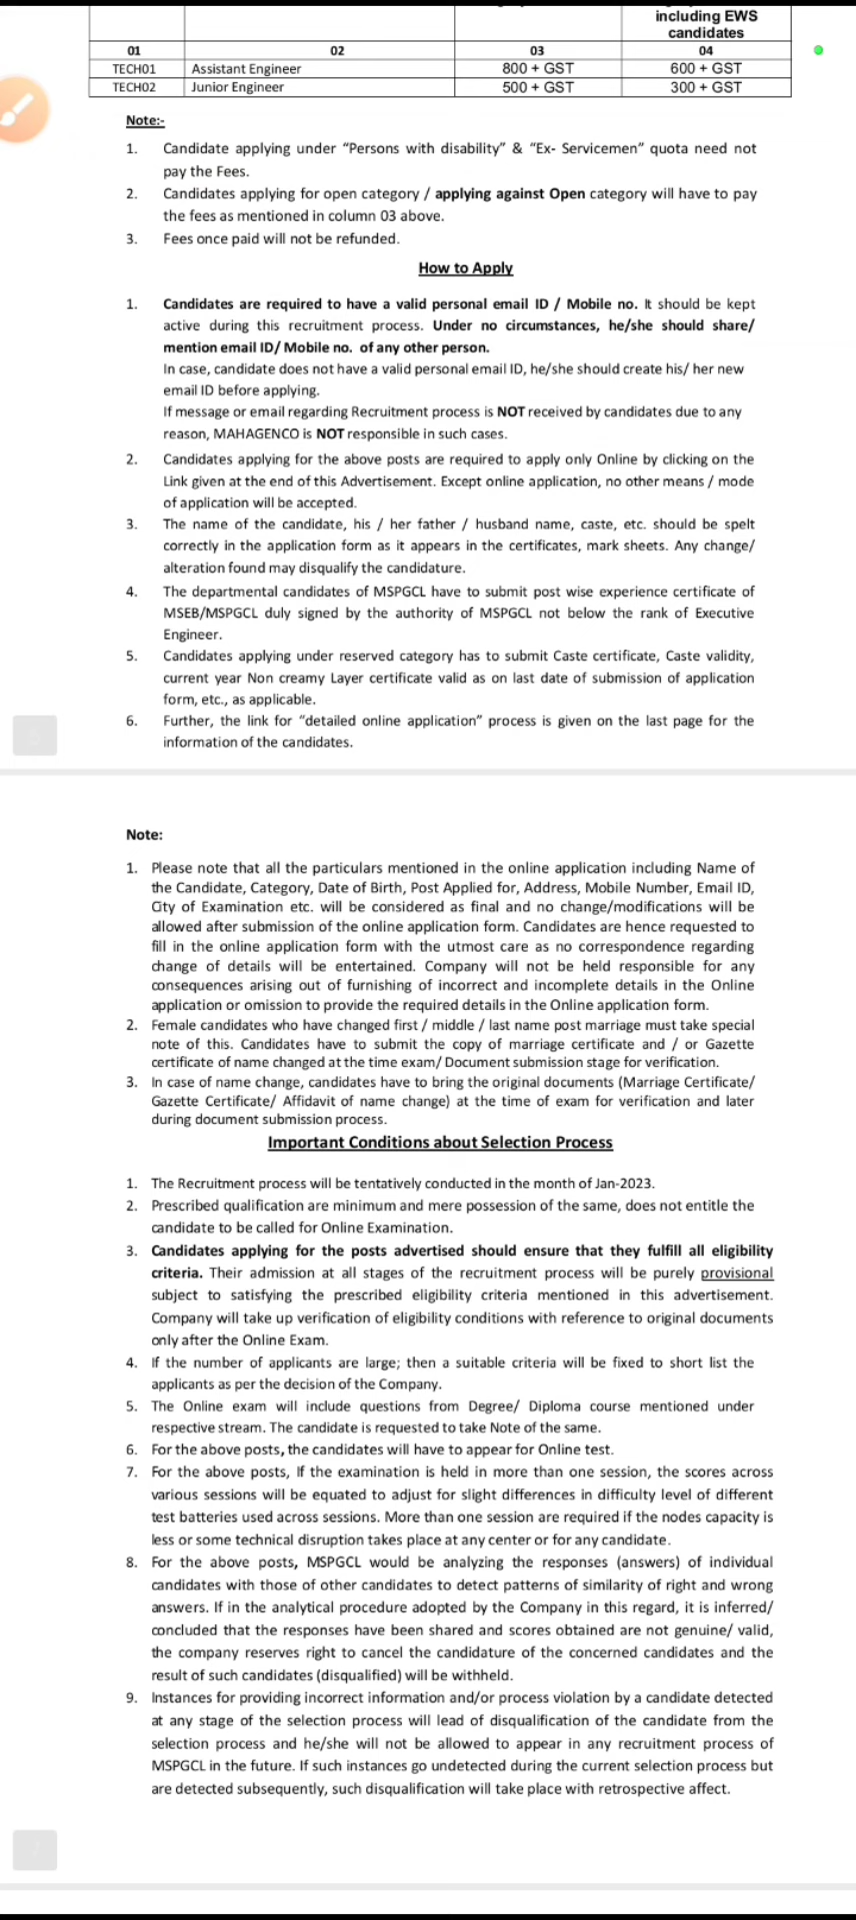 including EWS
candidates
01 02 03 04
TECH01 Assistant Engineer 800 + GST 600 + GST
TECH02 Junior Engineer 500 + GST 300 + GST
Note:-
1. Candidate applying under “Persons with disability” & “Ex- Servicemen” quota need not
pay the Fees.
2. Candidates applying for open category / applying against Open category will have to pay
the fees as mentioned in column 03 above.
3. Fees once paid will not be refunded.
How to Apply
1. Candidates are required to have a valid personal email ID / Mobile no. It should be kept
active during this recruitment process. Under no circumstances, he/she should share/
mention email ID/ Mobile no. of any other person.
In case, candidate does not have a valid personal email ID, he/she should create his/ her new
email ID before applying.
If message or email regarding Recruitment process is NOT received by candidates due to any
reason, MAHAGENCO is NOT responsible in such cases.
2. Candidates applying for the above posts are required to apply only Online by clicking on the
Link given at the end of this Advertisement. Except online application, no other means / mode
of application will be accepted.
3. The name of the candidate, his / her father / husband name, caste, etc. should be spelt
correctly in the application form as it appears in the certificates, mark sheets. Any change/
alteration found may disqualify the candidature.
4. The departmental candidates of MSPGCL have to submit post wise experience certificate of
MSEB/MSPGCL duly signed by the authority of MSPGCL not below the rank of Executive
Engineer.
5. Candidates applying under reserved category has to submit Caste certificate, Caste validity,
current year Non creamy Layer certificate valid as on last date of submission of application
form, etc., as applicable.
6. Further, the link for “detailed online application” process is given on the last page for the
information of the candidates.
Note:
1. Please note that all the particulars mentioned in the online application including Name of
the Candidate, Category, Date of Birth, Post Applied for, Address, Mobile Number, Email ID,
City of Examination etc. will be considered as final and no change/modifications will be
allowed after submission of the online application form. Candidates are hence requested to
fill in the online application form with the utmost care as no correspondence regarding
change of details will be entertained. Company will not be held responsible for any
consequences arising out of furnishing of incorrect and incomplete details in the Online
application or omission to provide the required details in the Online application form.
2. Female candidates who have changed first / middle / last name post marriage must take special
note of this. Candidates have to submit the copy of marriage certificate and / or Gazette
certificate of name changed at the time exam/ Document submission stage for verification.
3. In case of name change, candidates have to bring the original documents (Marriage Certificate/
Gazette Certificate/ Affidavit of name change) at the time of exam for verification and later
during document submission process.
Important Conditions about Selection Process
1. The Recruitment process will be tentatively conducted in the month of Jan-2023.
2. Prescribed qualification are minimum and mere possession of the same, does not entitle the
candidate to be called for Online Examination.
3. Candidates applying for the posts advertised should ensure that they fulfill all eligibility
criteria. Their admission at all stages of the recruitment process will be purely provisional
subject to satisfying the prescribed eligibility criteria mentioned in this advertisement.
Company will take up verification of eligibility conditions with reference to original documents
only after the Online Exam.
4. If the number of applicants are large; then a suitable criteria will be fixed to short list the
applicants as per the decision of the Company.
5. The Online exam will include questions from Degree/ Diploma course mentioned under
respective stream. The candidate is requested to take Note of the same.
6. For the above posts, the candidates will have to appear for Online test.
7. For the above posts, If the examination is held in more than one session, the scores across
various sessions will be equated to adjust for slight differences in difficulty level of different
test batteries used across sessions. More than one session are required if the nodes capacity is
less or some technical disruption takes place at any center or for any candidate.
8. For the above posts, MSPGCL would be analyzing the responses (answers) of individual
candidates with those of other candidates to detect patterns of similarity of right and wrong
answers. If in the analytical procedure adopted by the Company in this regard, it is inferred/
concluded that the responses have been shared and scores obtained are not genuine/ valid,
the company reserves right to cancel the candidature of the concerned candidates and the
result of such candidates (disqualified) will be withheld.
9. Instances for providing incorrect information and/or process violation by a candidate detected
at any stage of the selection process will lead of disqualification of the candidate from the
selection process and he/she will not be allowed to appear in any recruitment process of
MSPGCL in the future. If such instances go undetected during the current selection process but
are detected subsequently, such disqualification will take place with retrospective affect.